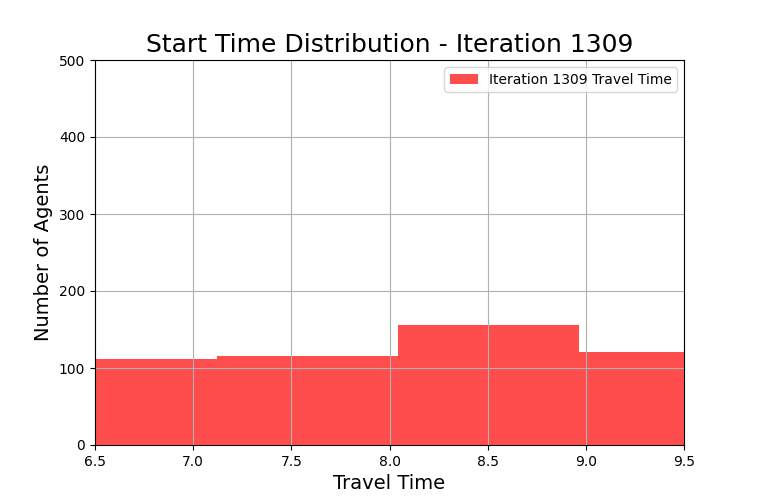 Start Time Distribution - Iteration 1309
Iteration 1309 Travel Time
Number of Agents
500
400
300
200
100
0
6.5 7.0 7.5 8.0 8.5 9.0 9.5
Travel Time